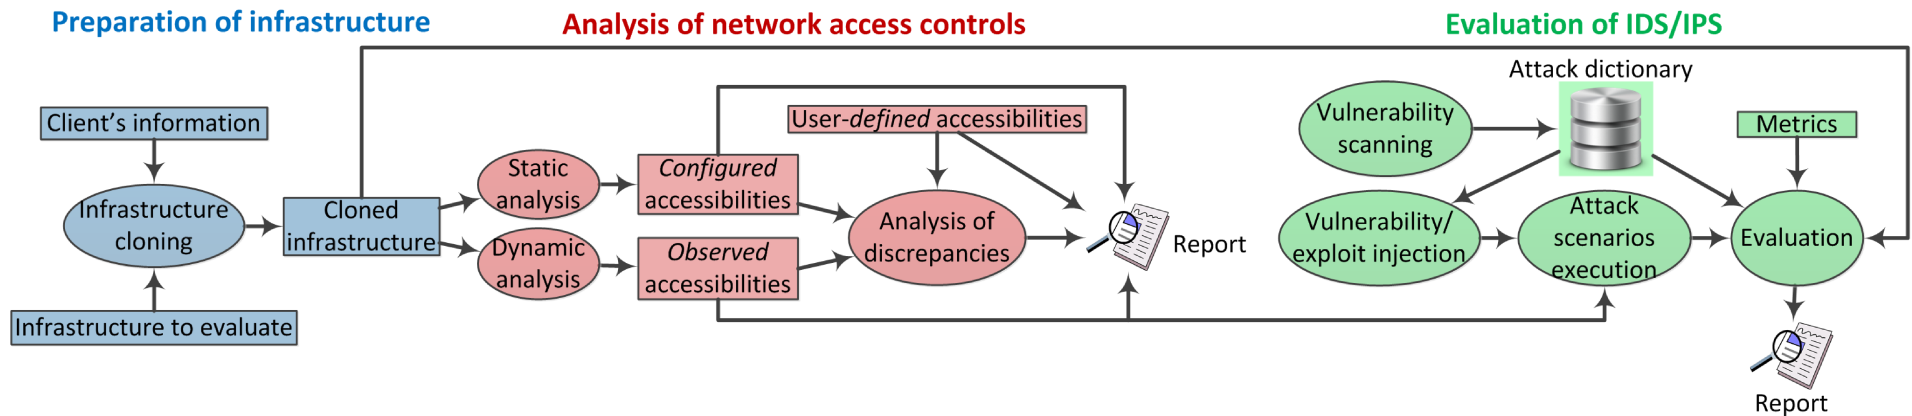 Preparation of infrastructure
Analysis of network access controls
Evaluation of IDS/IPS
Client's information
Infrastructure
cloning
Infrastructure to evaluate
Cloned
infrastructure
Static
analysis
Dynamic
analysis
Configured
accessibilities
Observed
accessibilities
User-defined accessibilities
Analysis of
discrepancies
Report
Vulnerability
scanning
Attack dictionary
Metrics
Vulnerability/
exploit injection
Attack
scenarios
execution
Evaluation
Report